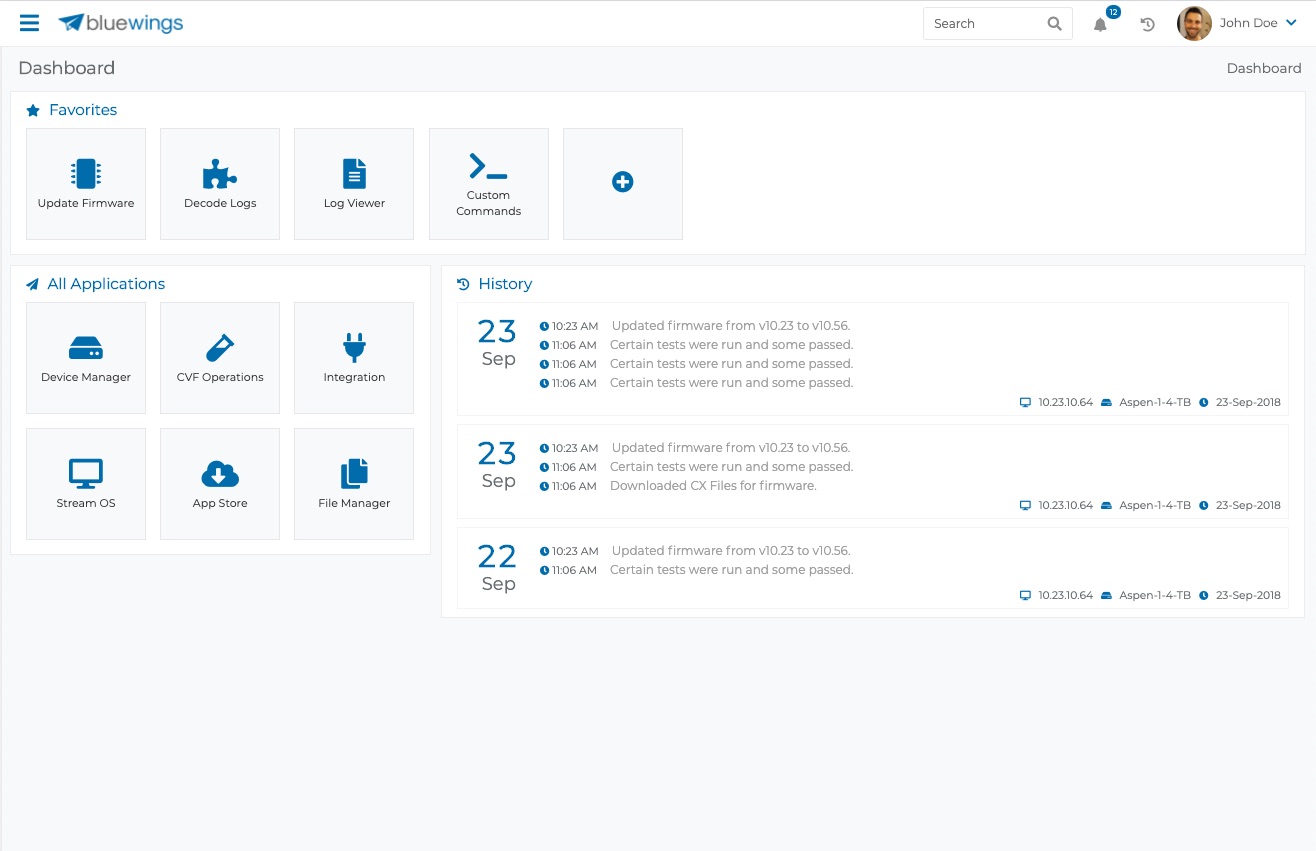 bluewings
Search
12
John Doe
Dashboard
Dashboard
Favorites
Update Firmware
Decode Logs
Log Viewer
Custom
Commands
All Applications
Device Manager
CVF Operations
Integration
Stream OS
App Store
File Manager
History
23
Sep
10:23 AM Updated firmware from v10.23 to v10.56.
11:06 AM Certain tests were run and some passed.
11:06 AM Certain tests were run and some passed.
11:06 AM Certain tests were run and some passed.
10.23.10.64 Aspen-1-4-TB 23-Sep-2018
23
Sep
10:23 AM Updated firmware from v10.23 to v10.56.
11:06 AM Certain tests were run and some passed.
11:06 AM Downloaded CX Files for firmware.
10.23.10.64 Aspen-1-4-TB 23-Sep-2018
22
Sep
10:23 AM Updated firmware from v10.23 to v10.56.
11:06 AM Certain tests were run and some passed.
10.23.10.64 Aspen-1-4-TB 23-Sep-2018